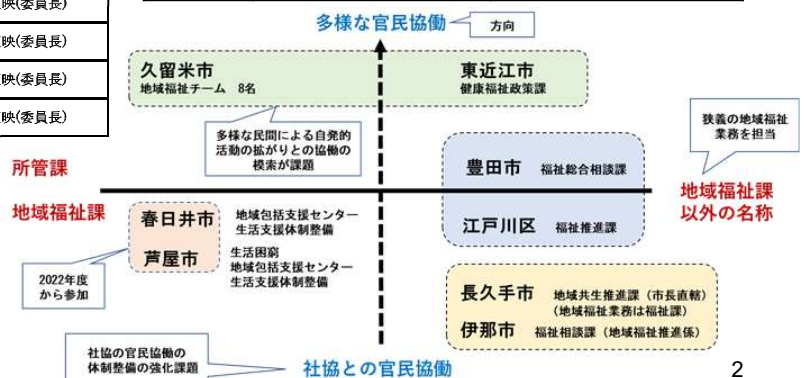 映(委員長)
映(委員長)
映(委員長)
映(委員長)
多様な官民協働
方向
久留米市
地域福祉チーム 8名
東近江市
健康福祉政策課
狭義の地域福祉
業務を担当
多様な民間による自発的
活動の拡がりとの協働の
模索が課題
所管課
豊田市 福祉総合相談課
地域福祉課
以外の名称
地域福祉課
春日井市
地域包括支援センター
生活支援体制整備
江戸川区 福祉推進課
芦屋市
生活困窮
地域包括支援センター
生活支援体制整備
2022年度
から参加
長久手市 地域共生推進課(市長直轄)
(地域福祉業務は福祉課)
伊那市 福祉相談課(地域福祉推進係)
社協の官民協働の
体制整備の強化課題
社協との官民協働
2